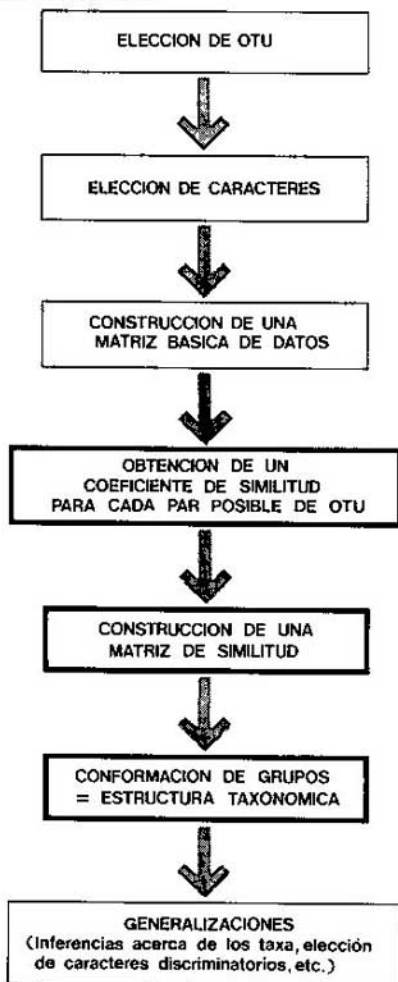 ELECCION DE OTU
ELECCION DE CARACTERES
CONSTRUCCION DE UNA
MATRIZ BASICA DE DATOS
OBTENCION DE UN
COEFICIENTE DE SIMILITUD
PARA CADA PAR POSIBLE DE OTU
CONSTRUCCION DE UNA
MATRIZ DE SIMILITUD
CONFORMACION DE GRUPOS
= ESTRUCTURA TAXONOMICA
GENERALIZACIONES
(Inferencias acerca de los taxa, elección
de caracteres discriminatorios, etc.)